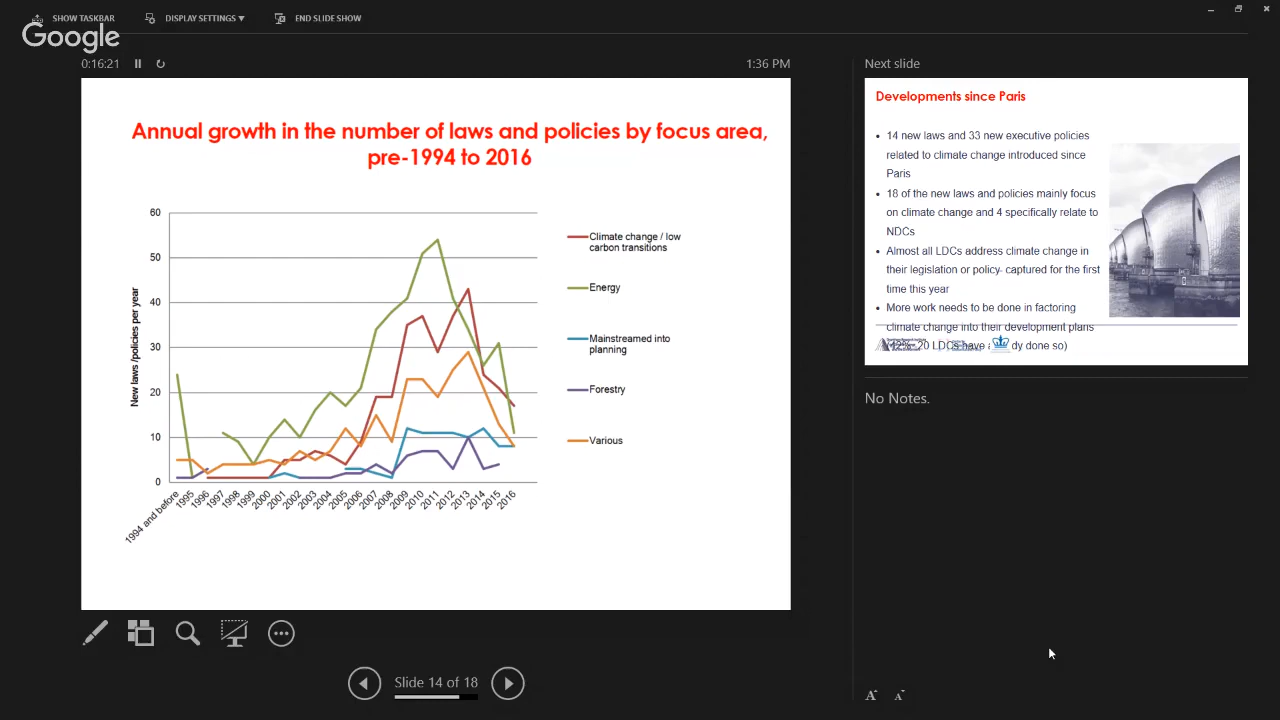 SHOW TASKBAR
DISPLAY SETTINGS ▼
END SLIDE SHOW
Google
0:16:21
1:36 PM
Annual growth in the number of laws and policies by focus area,
pre-1994 to 2016
New laws /policies per year
60
50
40
30
20
10
0
1994 and before
1995
1996
1997
1998
1999
2000
2001
2002
2003
2004
2005
2006
2007
2008
2009
2010
2011
2012
2013
2014
2015
2016
Climate change / low
carbon transitions
Energy
Mainstreamed into
planning
Forestry
Various
Slide 14 of 18
Next slide
Developments since Paris
• 14 new laws and 33 new executive policies
related to climate change introduced since
Paris
• 18 of the new laws and policies mainly focus
on climate change and 4 specifically relate to
NDCs
• Almost all LDCs address climate change in
their legislation or policy- captured for the first
time this year
• More work needs to be done in factoring
climate change into their development plans
20 LDCs have done so)
No Notes.
A A